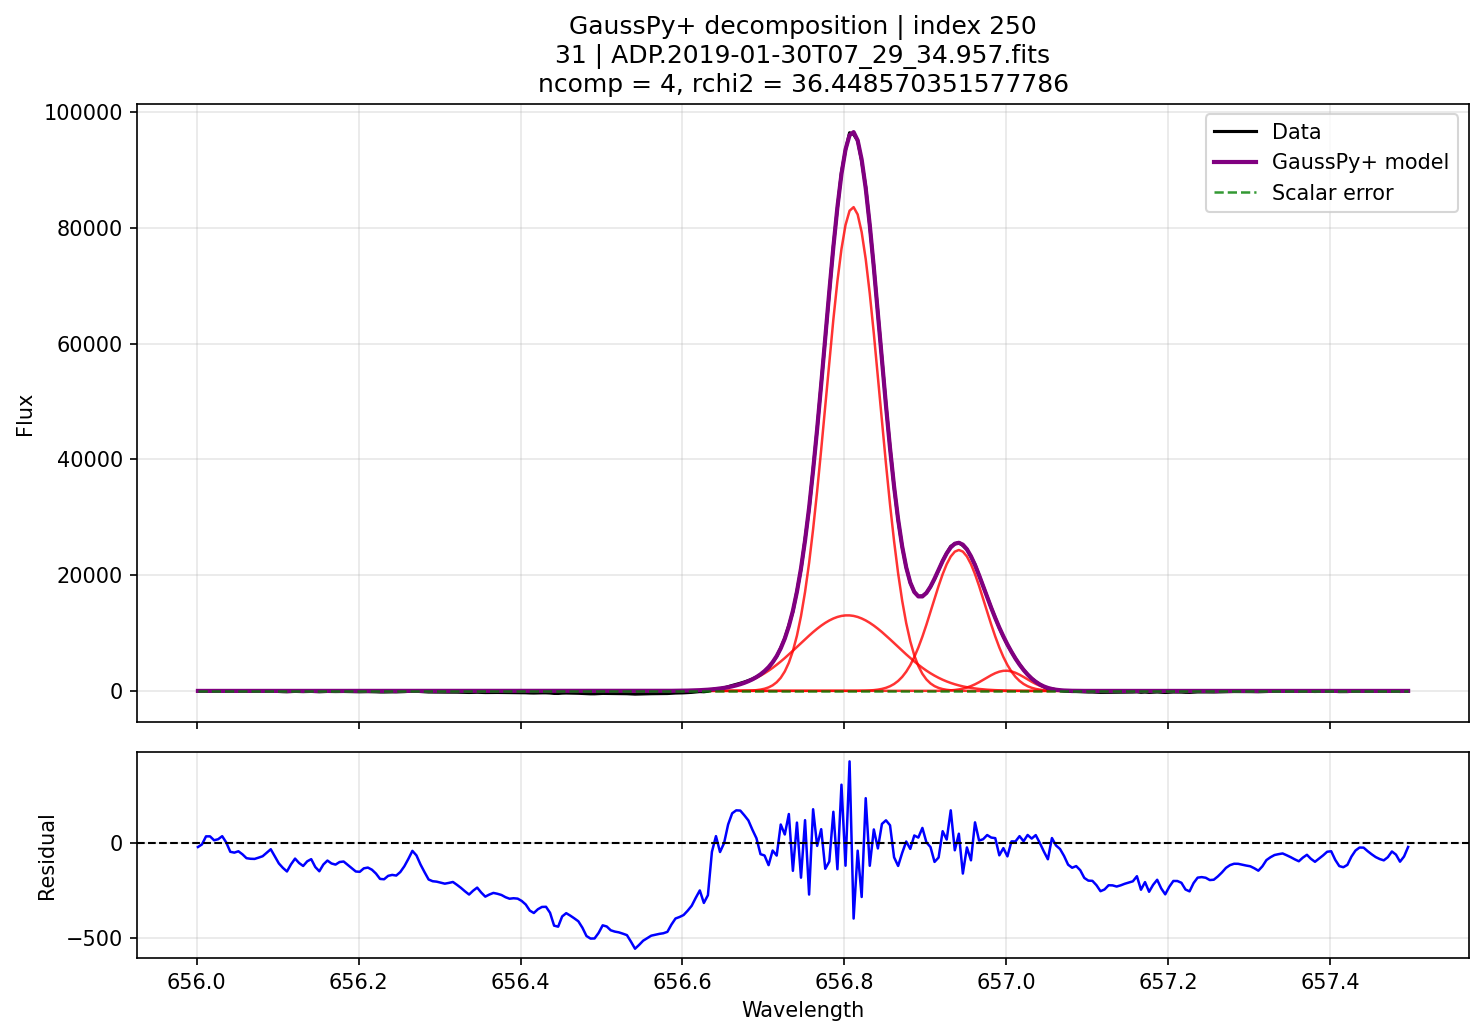 GaussPy+ decomposition | index 250
31 | ADP.2019-01-30T07_29_34.957.fits
ncomp = 4, rchi2 = 36.448570351577786
100000
80000
60000
40000
20000
0
Flux
Data
GaussPy+ model
Scalar error
0
−500
Residual
656.0
656.2
656.4
656.6
656.8
657.0
657.2
657.4
Wavelength